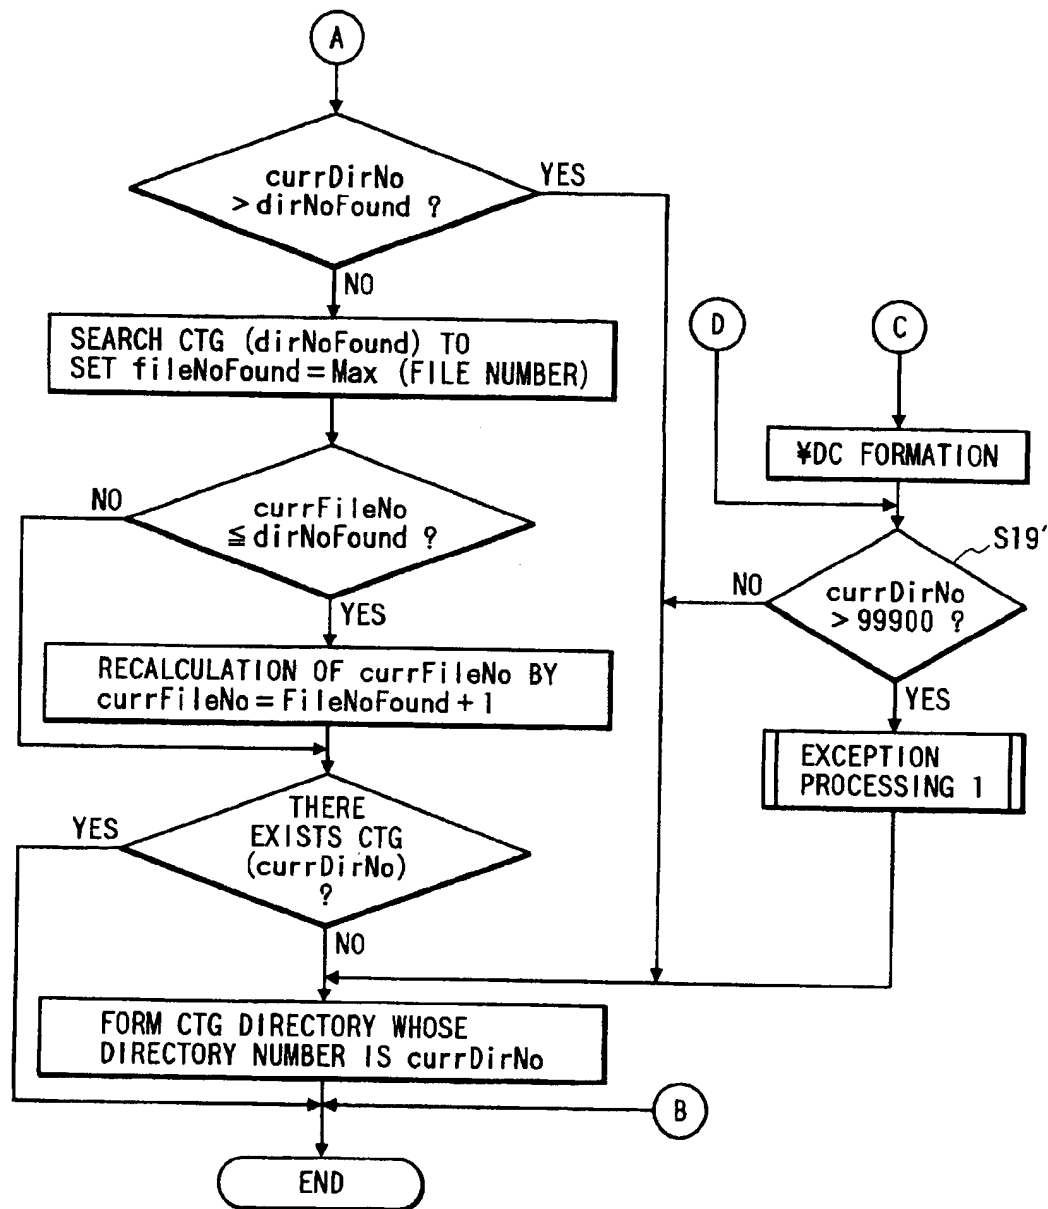 A
currDirNo
> dirNoFound ?
YES
NO
SEARCH CTG (dirNoFound) TO
SET fileNoFound=Max (FILE NUMBER)
D
C
¥DC FORMATION
NO
currFileNo
≦ dirNoFound ?
YES
S19'
NO
currDirNo
> 99900 ?
YES
RECALCULATION OF currFileNo BY
currFileNo=FileNoFound+1
EXCEPTION
PROCESSING 1
YES
THERE
EXISTS CTG
(currDirNo)
?
NO
FORM CTG DIRECTORY WHOSE
DIRECTORY NUMBER IS currDirNo
B
END